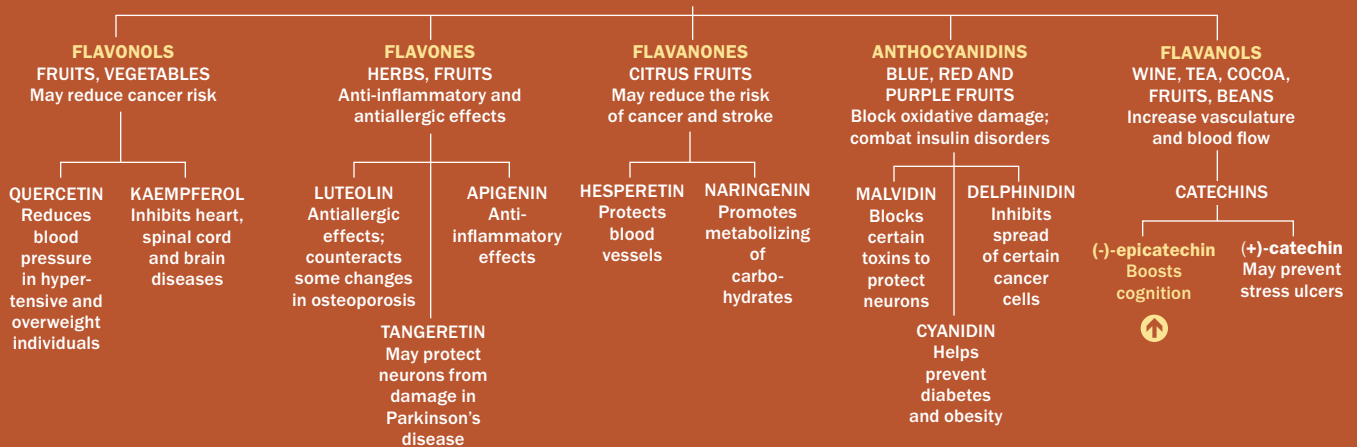 FLAVONOLS
FRUITS, VEGETABLES
May reduce cancer risk
QUERCETIN
Reduces
blood
pressure
in hyper-
tensive and
overweight
individuals
KAEMPFEROL
Inhibits heart,
spinal cord
and brain
diseases
FLAVONES
HERBS, FRUITS
Anti-inflammatory and
antiallergic effects
LUTEOLIN
Antiallergic
effects;
counteracts
some changes
in osteoporosis
APIGENIN
Anti-
inflammatory
effects
TANGERETIN
May protect
neurons from
damage in
Parkinson's
disease
FLAVANONES
CITRUS FRUITS
May reduce the risk
of cancer and stroke
HESPERETIN
Protects
blood
vessels
NARINGENIN
Promotes
metabolizing
of
carbo-
hydrates
ANTHOCYANIDINS
BLUE, RED AND
PURPLE FRUITS
Block oxidative damage;
combat insulin disorders
MALVIDIN
Blocks
certain
toxins to
protect
neurons
DELPHINIDIN
Inhibits
spread
of certain
cancer
cells
CYANIDIN
Helps
prevent
diabetes
and obesity
FLAVANOLS
WINE, TEA, COCOA,
FRUITS, BEANS
Increase vasculature
and blood flow
CATECHINS
(-)-epicatechin
Boosts
cognition
(+)-catechin
May prevent
stress ulcers